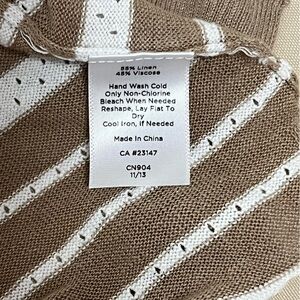 55% Linen
45% Viscose
Hand Wash Cold
Only Non-Chlorine
Bleach When Needed
Reshape, Lay Flat To
Dry
Cool Iron, If Needed
Made In China
CA #23147
CN904
11/13